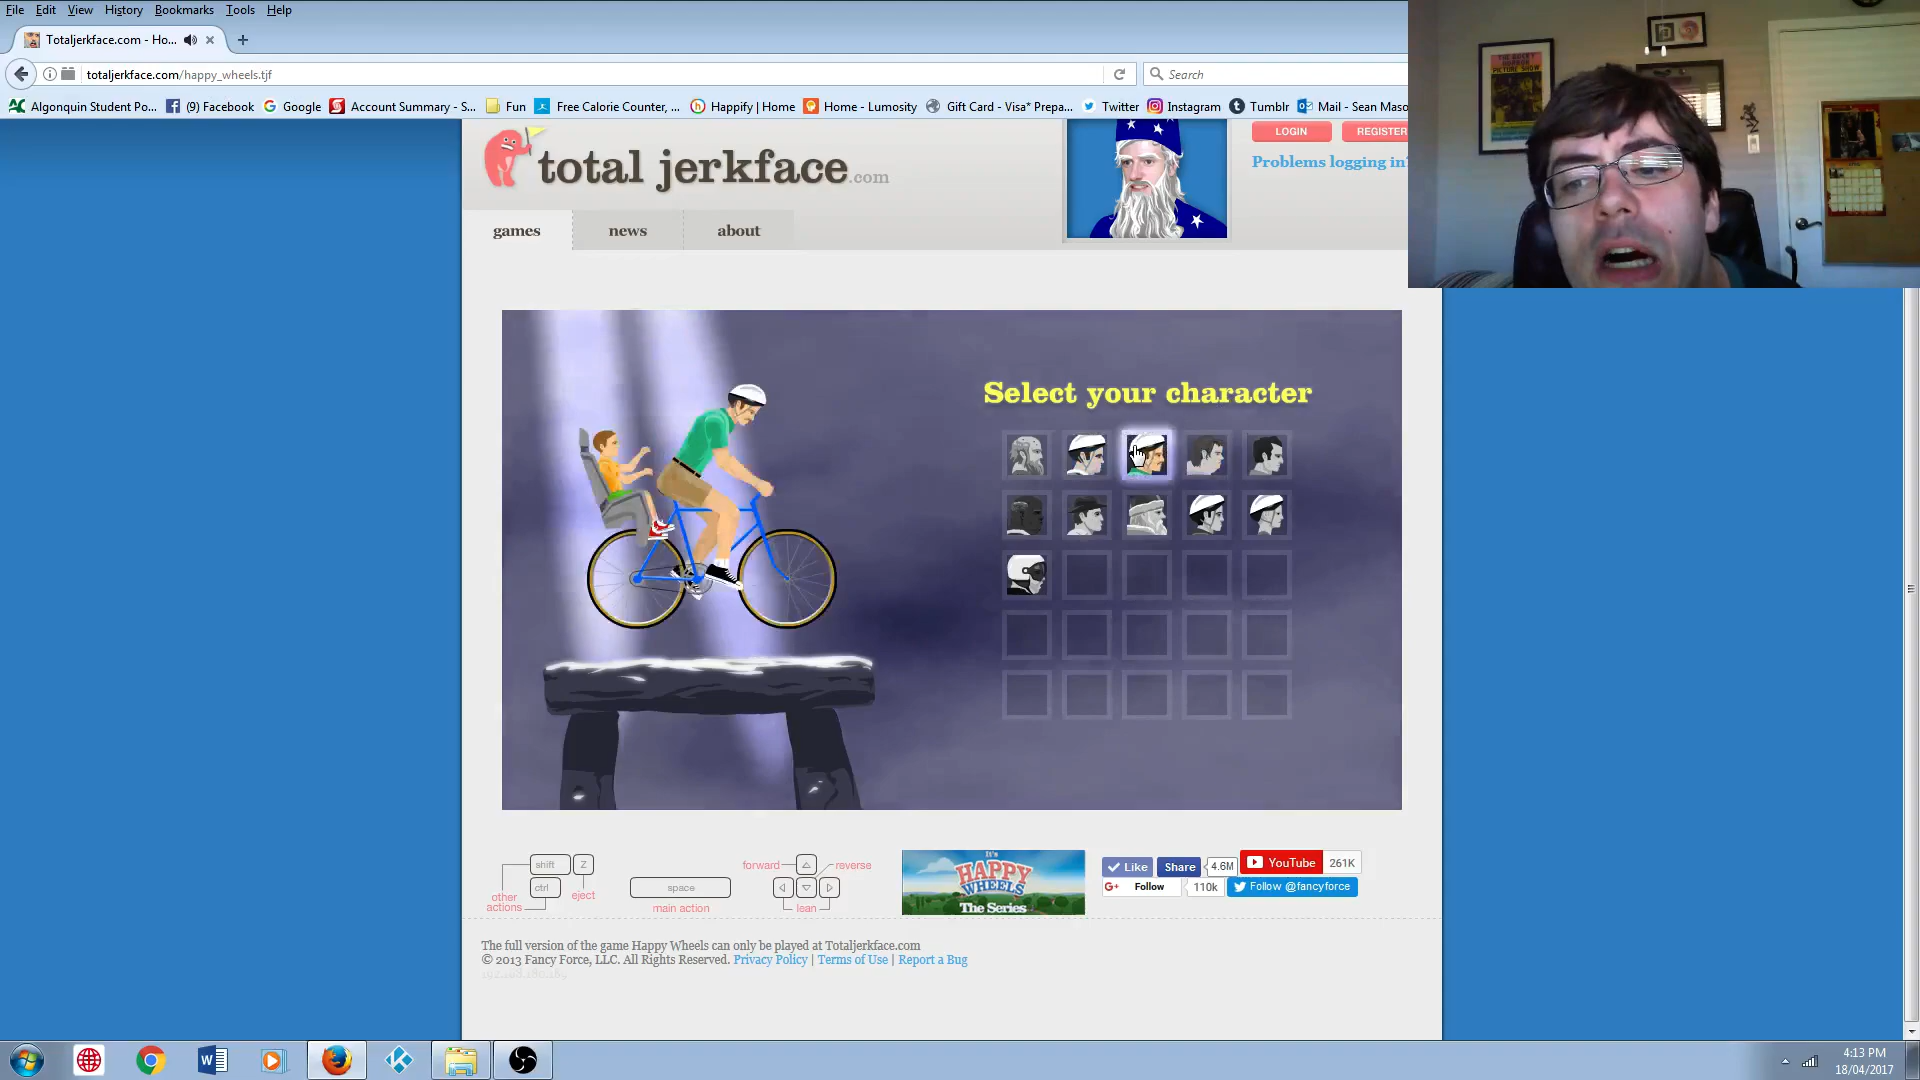 File Edit View History Bookmarks Tools Help
Totaljerkface.com - Ho...
totaljerkface.com/happy_wheels.tjf
Search
Algonquin Student Po... (9) Facebook Google Account Summary - S... Fun Free Calorie Counter, ... Happify | Home Home - Lumosity Gift Card - Visa* Prepa... Twitter Instagram Tumblr Mail - Sean Maso
total jerkface.com
LOGIN REGISTER
Problems logging in?
games news about
Select your character
shift Z
ctrl
other actions
eject
space
main action
forward reverse
lean
It's
HAPPY
WHEELS
The Series
Like Share 4.6M YouTube 261K
G+ Follow 110k Follow @fancyforce
The full version of the game Happy Wheels can only be played at Totaljerkface.com
© 2013 Fancy Force, LLC. All Rights Reserved. Privacy Policy | Terms of Use | Report a Bug
4:13 PM
18/04/2017